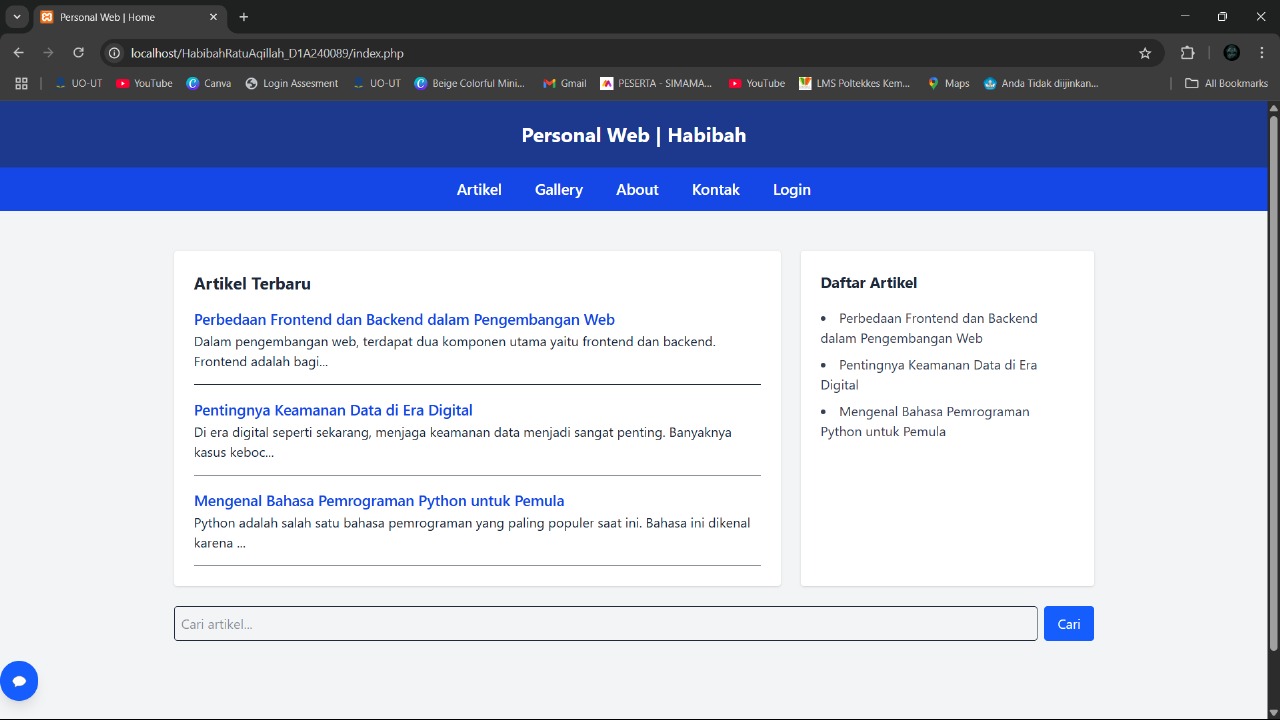 Personal Web | Home
localhost/HabibahRatuAqillah_D1A240089/index.php
UO-UT
YouTube
Canva
Login Assesment
UO-UT
Beige Colorful Mini...
Gmail
PESERTA - SIMAMA...
YouTube
LMS Poltekkes Kem...
Maps
Anda Tidak diijinkan...
All Bookmarks
Personal Web | Habibah
Artikel
Gallery
About
Kontak
Login
Artikel Terbaru
Perbedaan Frontend dan Backend dalam Pengembangan Web
Dalam pengembangan web, terdapat dua komponen utama yaitu frontend dan backend.
Frontend adalah bagi...
Pentingnya Keamanan Data di Era Digital
Di era digital seperti sekarang, menjaga keamanan data menjadi sangat penting. Banyaknya
kasus keboc...
Mengenal Bahasa Pemrograman Python untuk Pemula
Python adalah salah satu bahasa pemrograman yang paling populer saat ini. Bahasa ini dikenal
karena ...
Daftar Artikel
• Perbedaan Frontend dan Backend
dalam Pengembangan Web
• Pentingnya Keamanan Data di Era
Digital
• Mengenal Bahasa Pemrograman
Python untuk Pemula
Cari artikel...
Cari